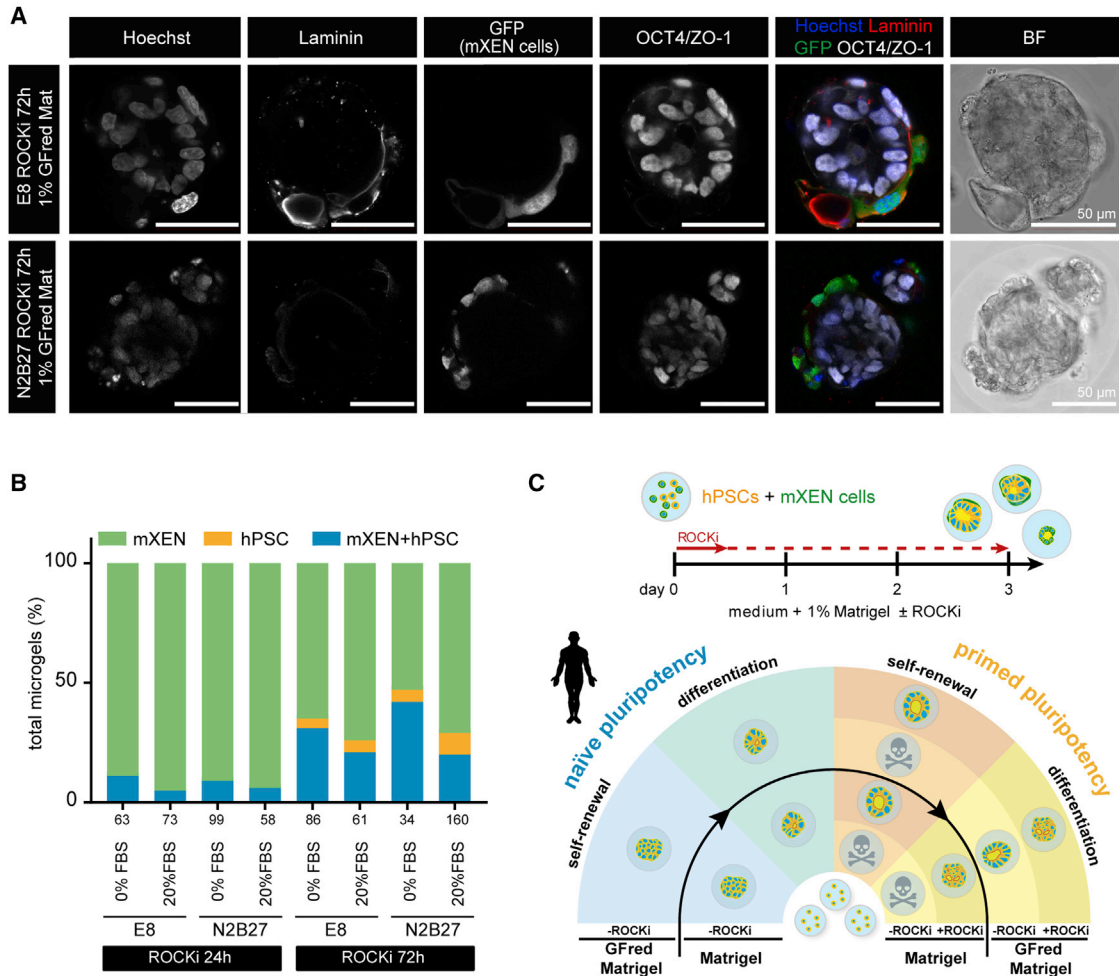 A
Hoechst
Laminin
GFP
(mXEN cells)
OCT4/ZO-1
Hoechst Laminin
GFP OCT4/ZO-1
BF
E8 ROCKi 72h
1% GFred Mat
50 µm
N2B27 ROCKi 72h
1% GFred Mat
50 µm
B
mXEN
hPSC
mXEN+hPSC
total microgels (%)
100
50
0
63 73 99 58 86 61 34 160
0% FBS 20%FBS 0% FBS 20%FBS 0% FBS 20%FBS 0% FBS 20%FBS
E8 N2B27 E8 N2B27
ROCKi 24h ROCKi 72h
C
hPSCs + mXEN cells
ROCKi
day 0 1 2 3
medium + 1% Matrigel ± ROCKi
naïve pluripotency
primed pluripotency
self-renewal
differentiation
self-renewal
differentiation
-ROCKi -ROCKi -ROCKi +ROCKi -ROCKi +ROCKi
GFred
Matrigel
Matrigel
Matrigel
GFred
Matrigel